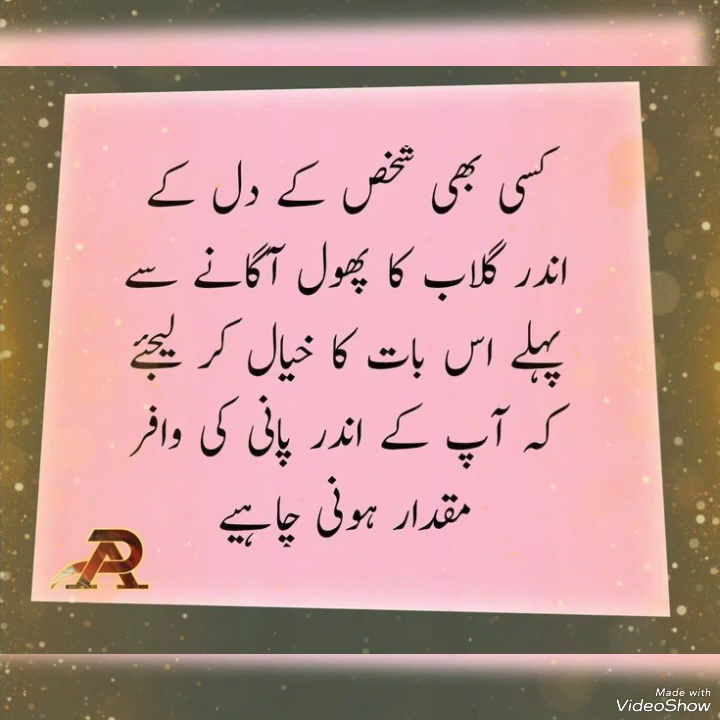 کسی بھی شخص کے دل کے
اندر گلاب کا پھول آگانے سے
پہلے اس بات کا خیال کر لیجئے
کہ آپ کے اندر پانی کی وافر
مقدار ہونی چاہیے
Made with
VideoShow